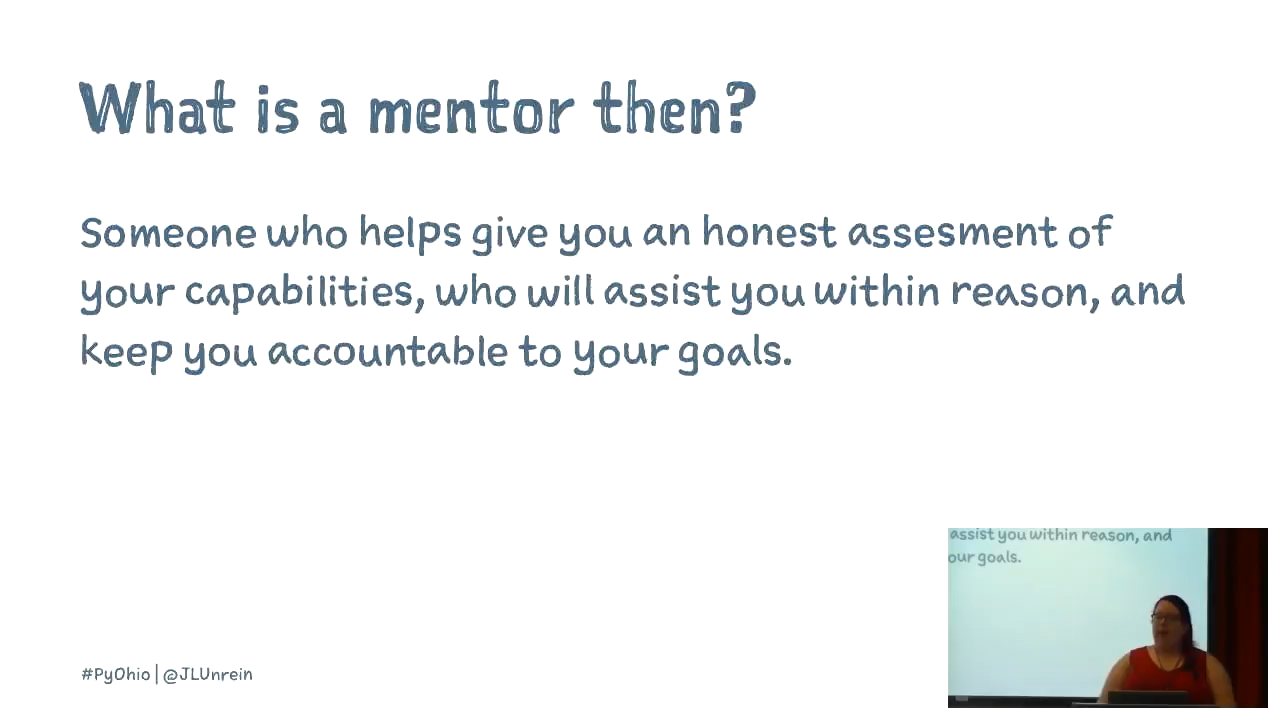 What is a mentor then?
Someone who helps give you an honest assesment of
your capabilities, who will assist you within reason, and
keep you accountable to your goals.
assist you within reason, and
our goals.
#PyOhio | @JLUnrein